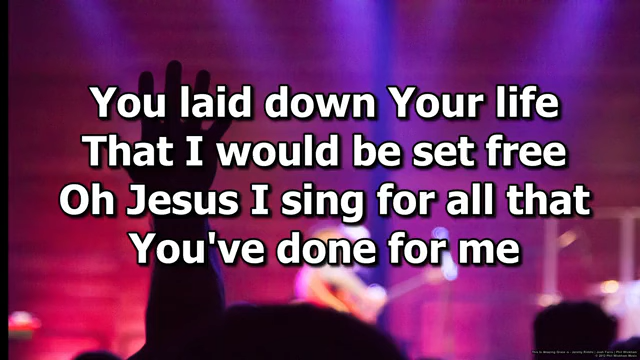 You laid down Your life
That I would be set free
Oh Jesus I sing for all that
You've done for me